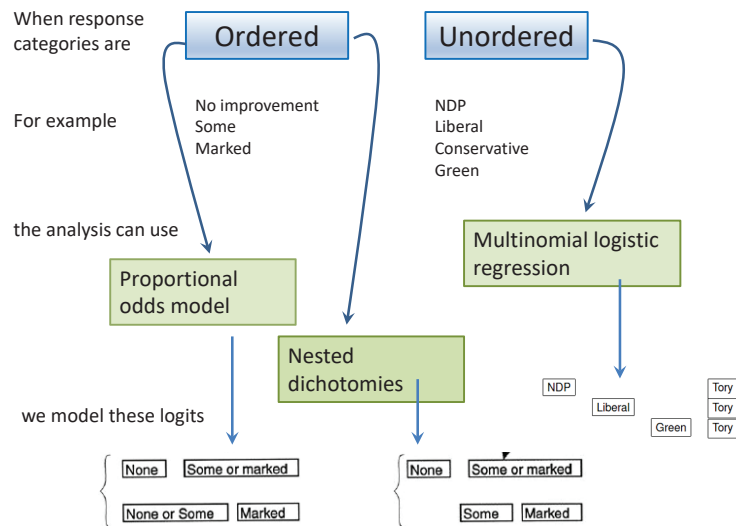 When response
categories are
Ordered
Unordered
For example
No improvement
Some
Marked
NDP
Liberal
Conservative
Green
the analysis can use
Proportional
odds model
Multinomial logistic
regression
Nested
dichotomies
we model these logits
NDP Tory
Liberal Tory
Green Tory
None Some or marked
None or Some Marked
None Some or marked
Some Marked